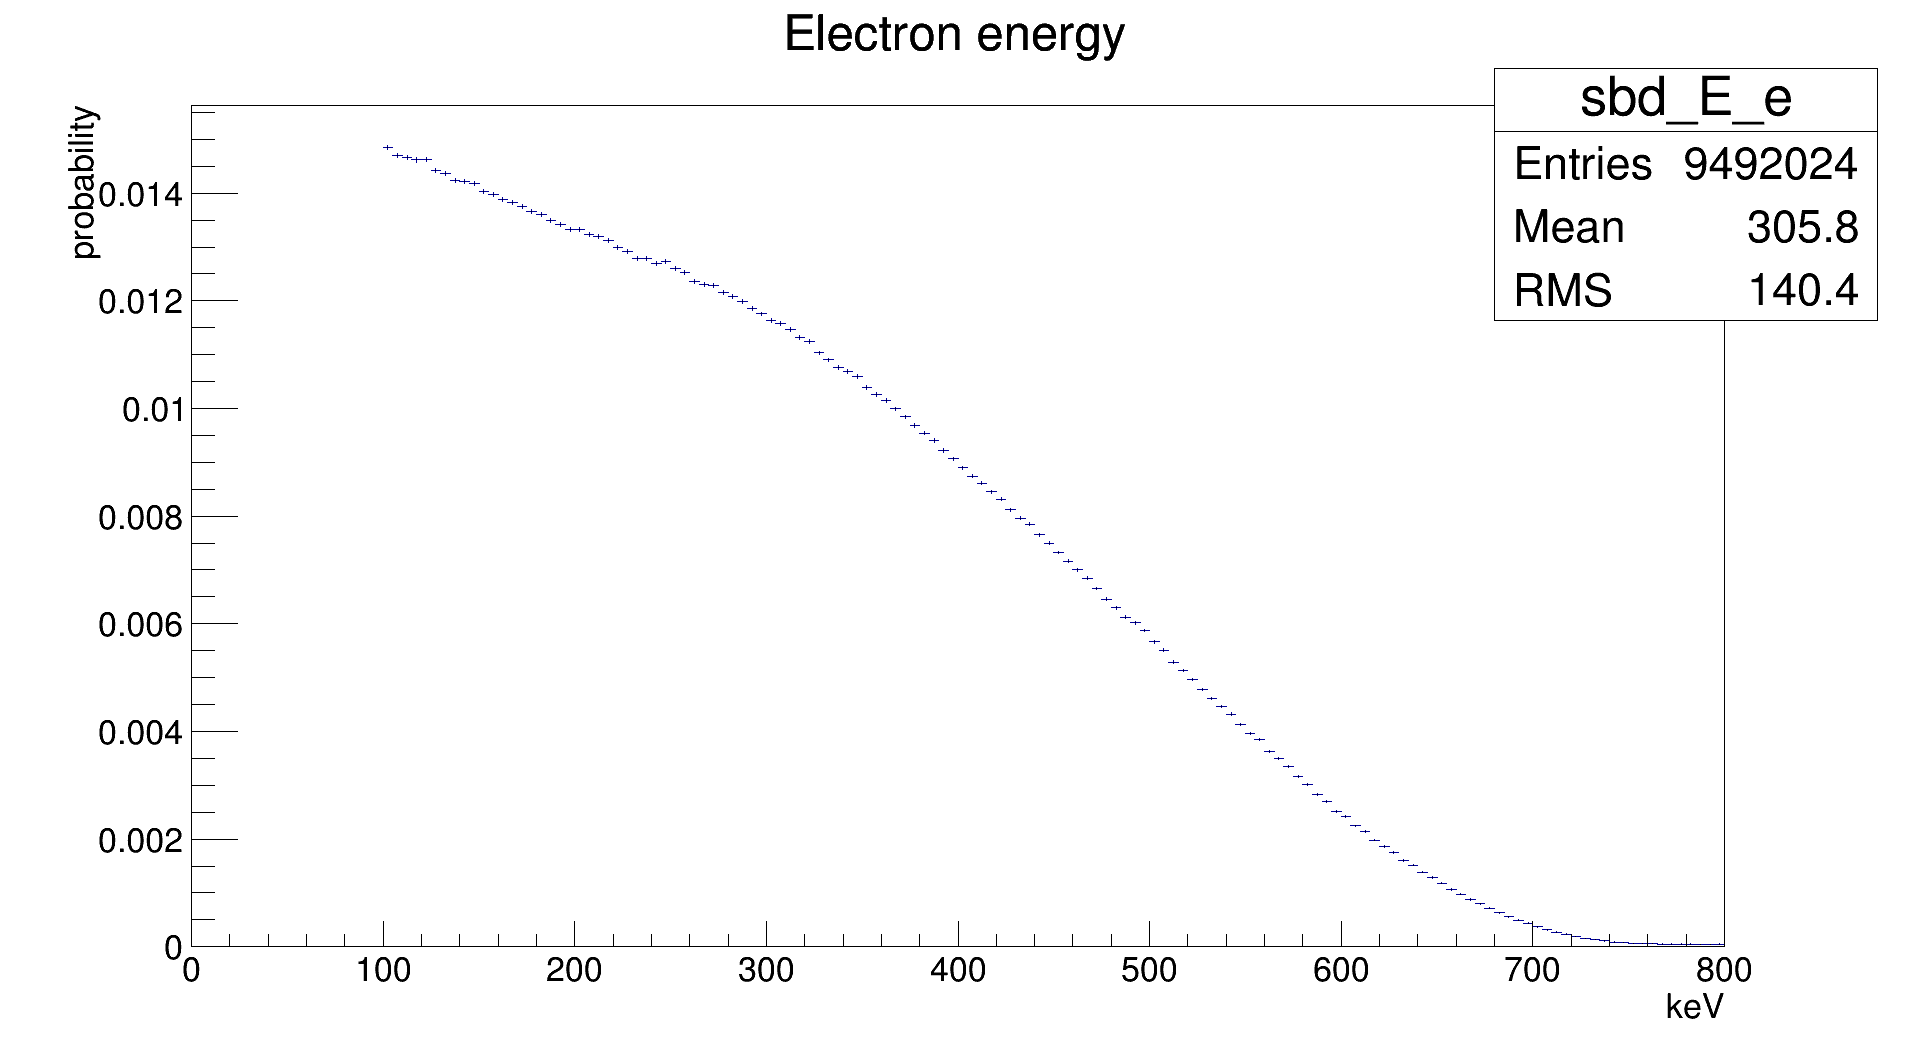 Electron energy
sbd_E_e
Entries 9492024
Mean 305.8
RMS 140.4
probability
0.014
0.012
0.01
0.008
0.006
0.004
0.002
0
0 100 200 300 400 500 600 700 800
keV